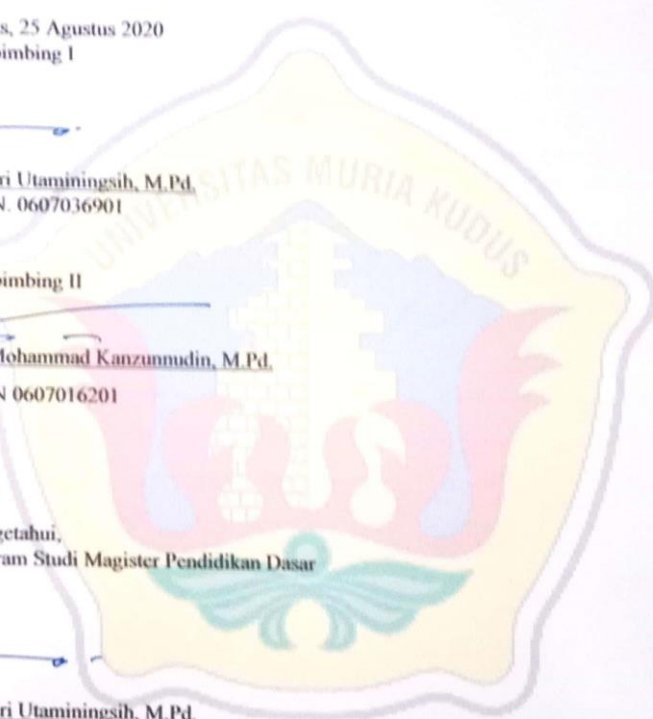 s, 25 Agustus 2020
imbing I
ri Utaminingsih, M.Pd.
N. 0607036901
UNIVERSITAS MURIA KUDUS
imbing II
Mohammad Kanzunnudin, M.Pd.
N 0607016201
getahui,
ram Studi Magister Pendidikan Dasar
ri Utaminingsih, M.Pd.